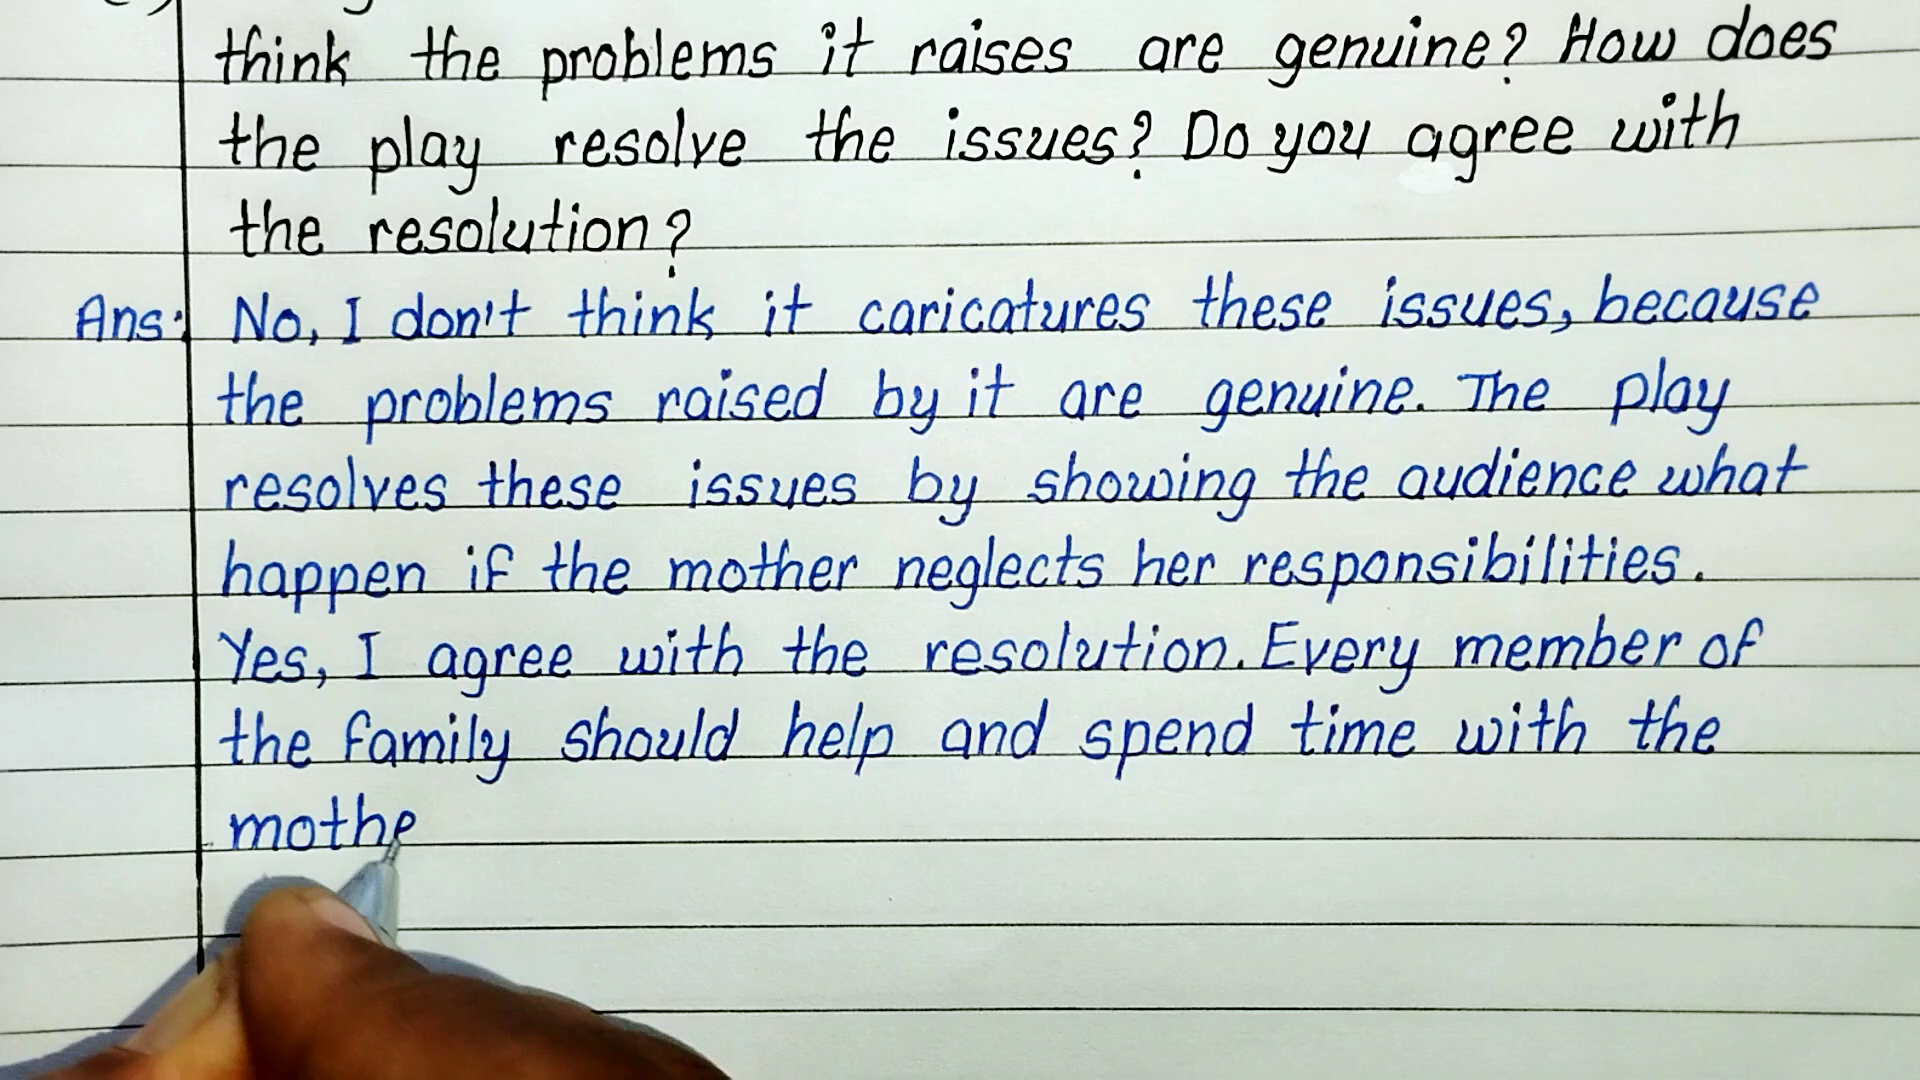 think the problems it raises are genuine? How does
the play resolve the issues? Do you agree with
the resolution?
Ans: No, I don't think it caricatures these issues, because
the problems raised by it are genuine. The play
resolves these issues by showing the audience what
happen if the mother neglects her responsibilities.
Yes, I agree with the resolution. Every member of
the family should help and spend time with the
mothe